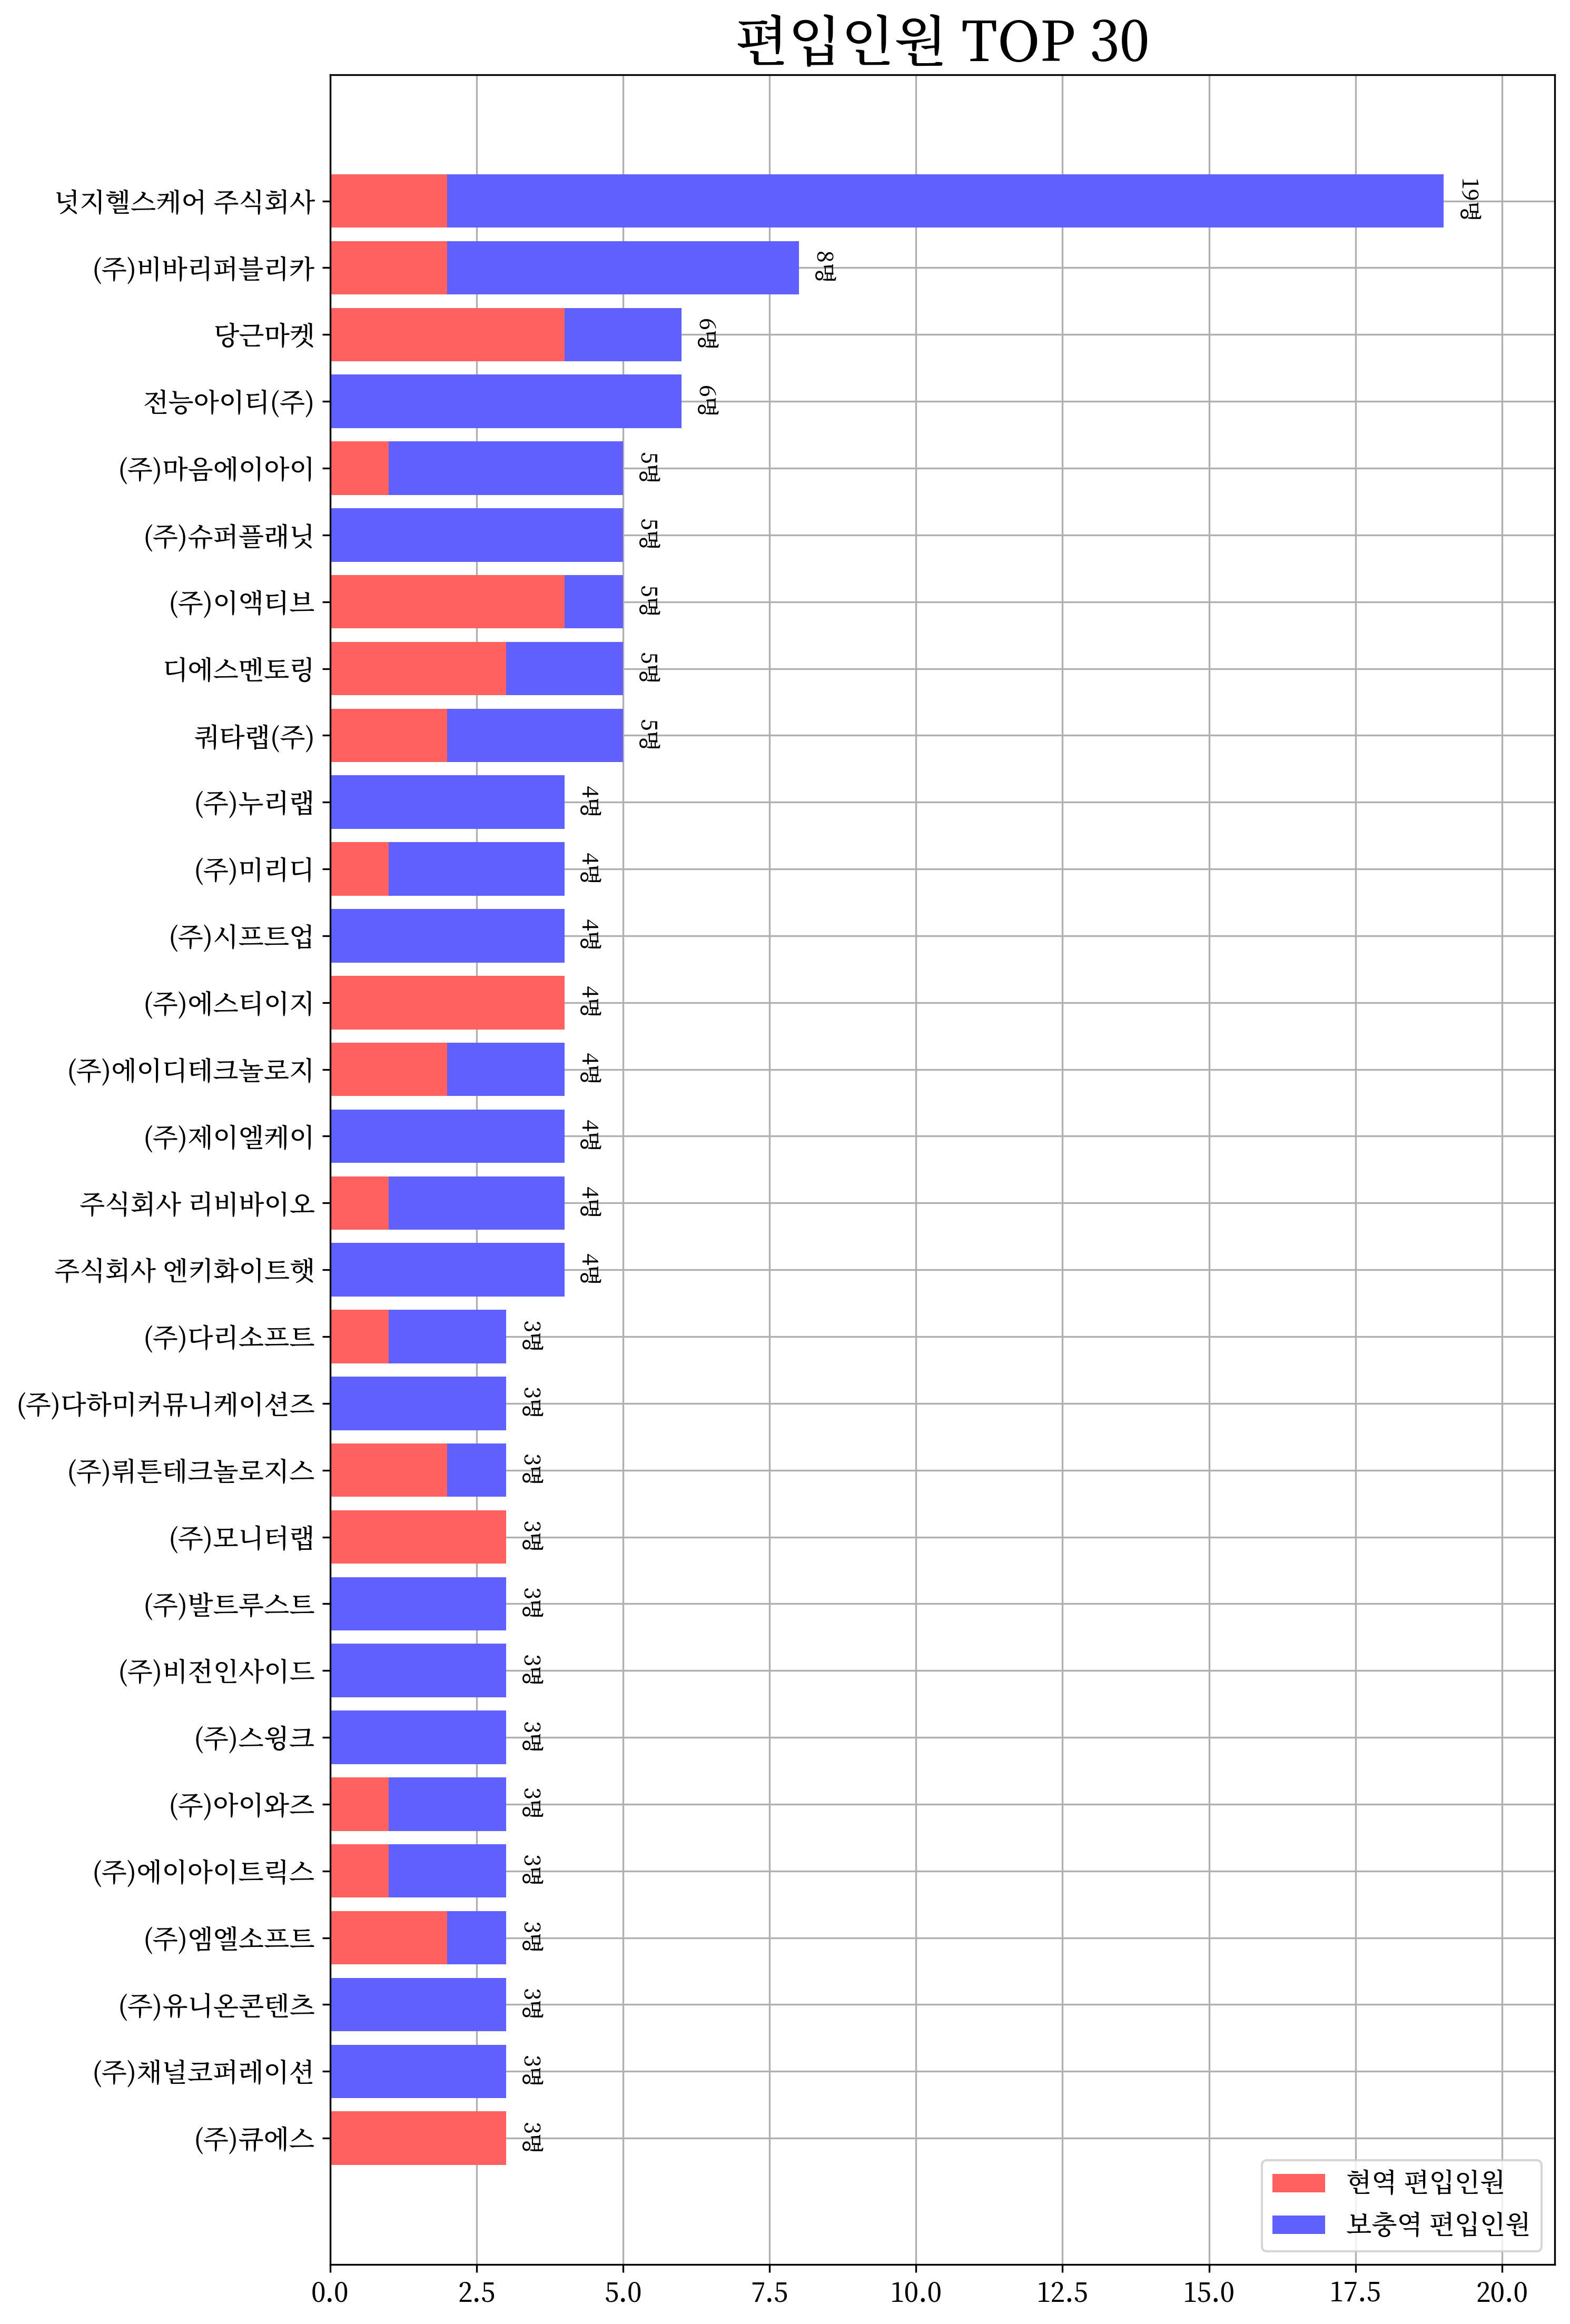 편입인원 TOP 30
넛지헬스케어 주식회사 19명
(주)비바리퍼블리카 8명
당근마켓 6명
전능아이티(주) 6명
(주)마음에이아이 5명
(주)슈퍼플래닛 5명
(주)이액티브 5명
디에스멘토링 5명
쿼타랩(주) 5명
(주)누리랩 4명
(주)미리디 4명
(주)시프트업 4명
(주)에스티이지 4명
(주)에이디테크놀로지 4명
(주)제이엘케이 4명
주식회사 리비바이오 4명
주식회사 엔키화이트햇 4명
(주)다리소프트 3명
(주)다하미커뮤니케이션즈 3명
(주)뤼튼테크놀로지스 3명
(주)모니터랩 3명
(주)발트루스트 3명
(주)비전인사이드 3명
(주)스윙크 3명
(주)아이와즈 3명
(주)에이아이트릭스 3명
(주)엠엘소프트 3명
(주)유니온콘텐츠 3명
(주)채널코퍼레이션 3명
(주)큐에스 3명
현역 편입인원
보충역 편입인원
0.0 2.5 5.0 7.5 10.0 12.5 15.0 17.5 20.0